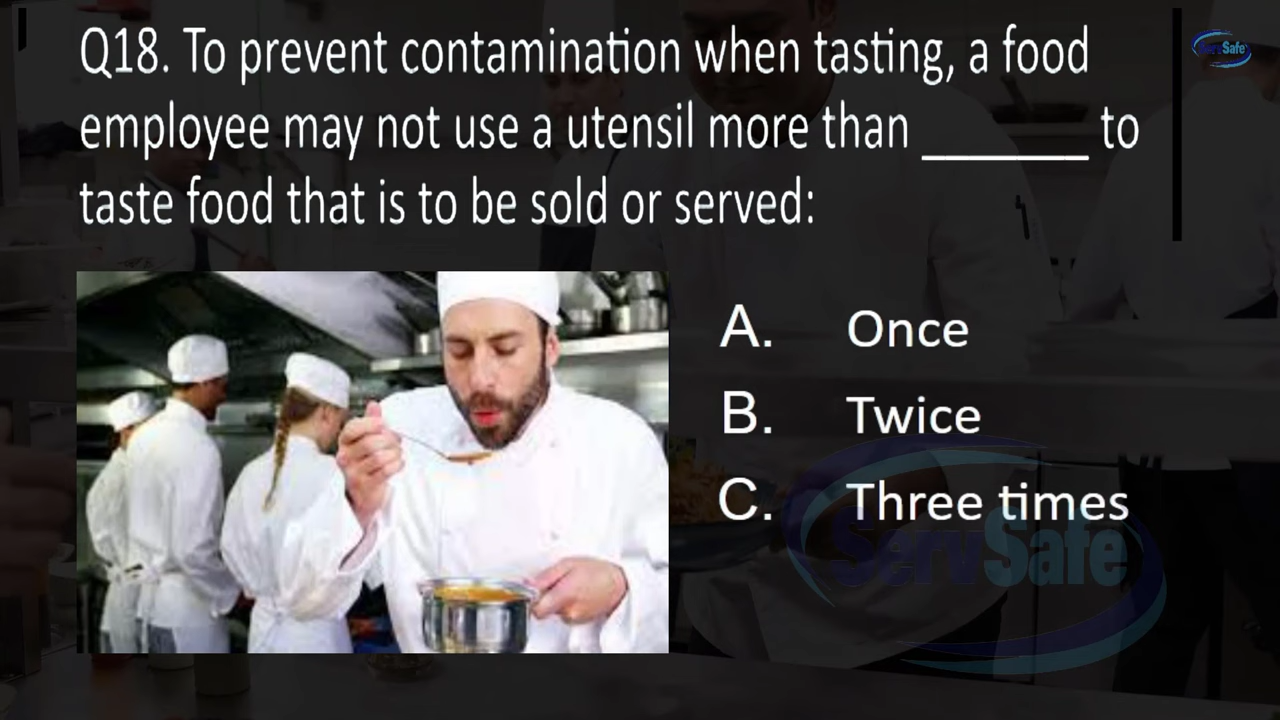 Q18. To prevent contamination when tasting, a food
employee may not use a utensil more than _______ to
taste food that is to be sold or served:
A. Once
B. Twice
C. Three times
ServSafe
ServSafe